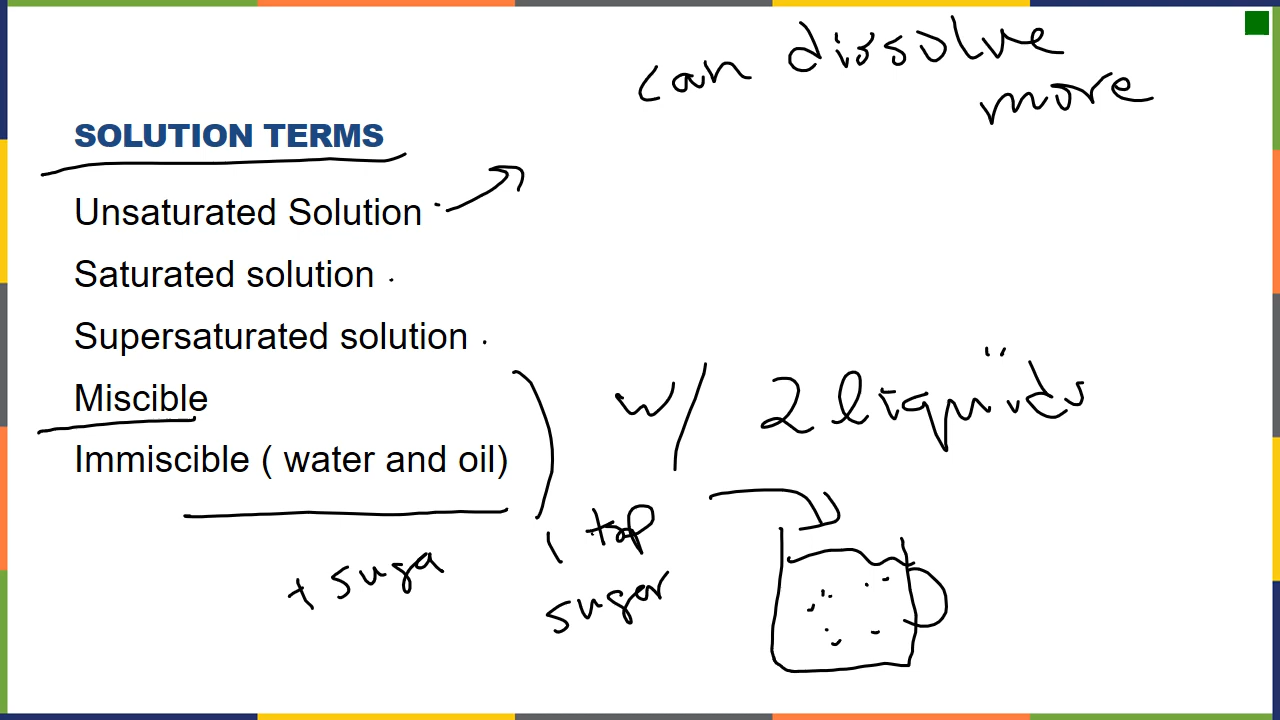 can dissolve
more
SOLUTION TERMS
Unsaturated Solution
Saturated solution
Supersaturated solution
Miscible
w/ 2 liquids
Immiscible ( water and oil)
1 tsp
sugar
+ suga